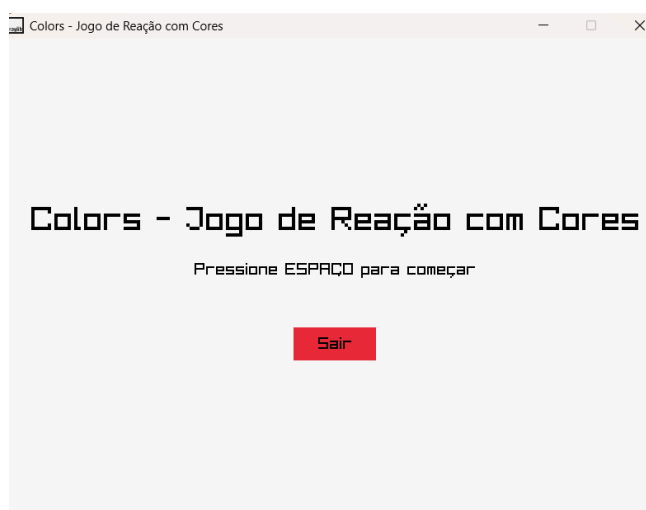 Colors - Jogo de Reação com Cores
Colors - Jogo de Reação com Cores
Pressione ESPAÇO para começar
Sair